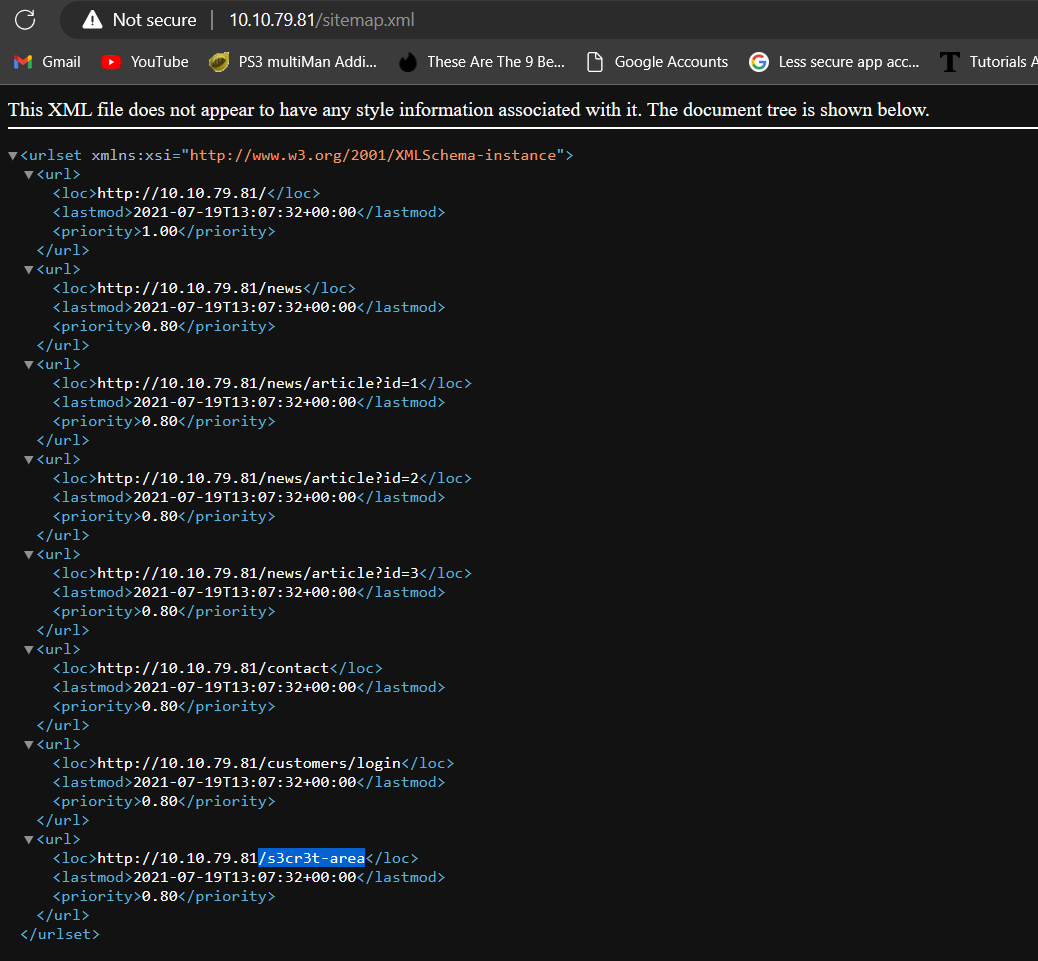 Not secure 10.10.79.81/sitemap.xml
Gmail YouTube PS3 multiMan Addi... These Are The 9 Be... Google Accounts Less secure app acc... Tutorials A
This XML file does not appear to have any style information associated with it. The document tree is shown below.
▼<urlset xmlns:xsi="http://www.w3.org/2001/XMLSchema-instance">
▼<url>
<loc>http://10.10.79.81/</loc>
<lastmod>2021-07-19T13:07:32+00:00</lastmod>
<priority>1.00</priority>
</url>
▼<url>
<loc>http://10.10.79.81/news</loc>
<lastmod>2021-07-19T13:07:32+00:00</lastmod>
<priority>0.80</priority>
</url>
▼<url>
<loc>http://10.10.79.81/news/article?id=1</loc>
<lastmod>2021-07-19T13:07:32+00:00</lastmod>
<priority>0.80</priority>
</url>
▼<url>
<loc>http://10.10.79.81/news/article?id=2</loc>
<lastmod>2021-07-19T13:07:32+00:00</lastmod>
<priority>0.80</priority>
</url>
▼<url>
<loc>http://10.10.79.81/news/article?id=3</loc>
<lastmod>2021-07-19T13:07:32+00:00</lastmod>
<priority>0.80</priority>
</url>
▼<url>
<loc>http://10.10.79.81/contact</loc>
<lastmod>2021-07-19T13:07:32+00:00</lastmod>
<priority>0.80</priority>
</url>
▼<url>
<loc>http://10.10.79.81/customers/login</loc>
<lastmod>2021-07-19T13:07:32+00:00</lastmod>
<priority>0.80</priority>
</url>
▼<url>
<loc>http://10.10.79.81/s3cr3t-area</loc>
<lastmod>2021-07-19T13:07:32+00:00</lastmod>
<priority>0.80</priority>
</url>
</urlset>